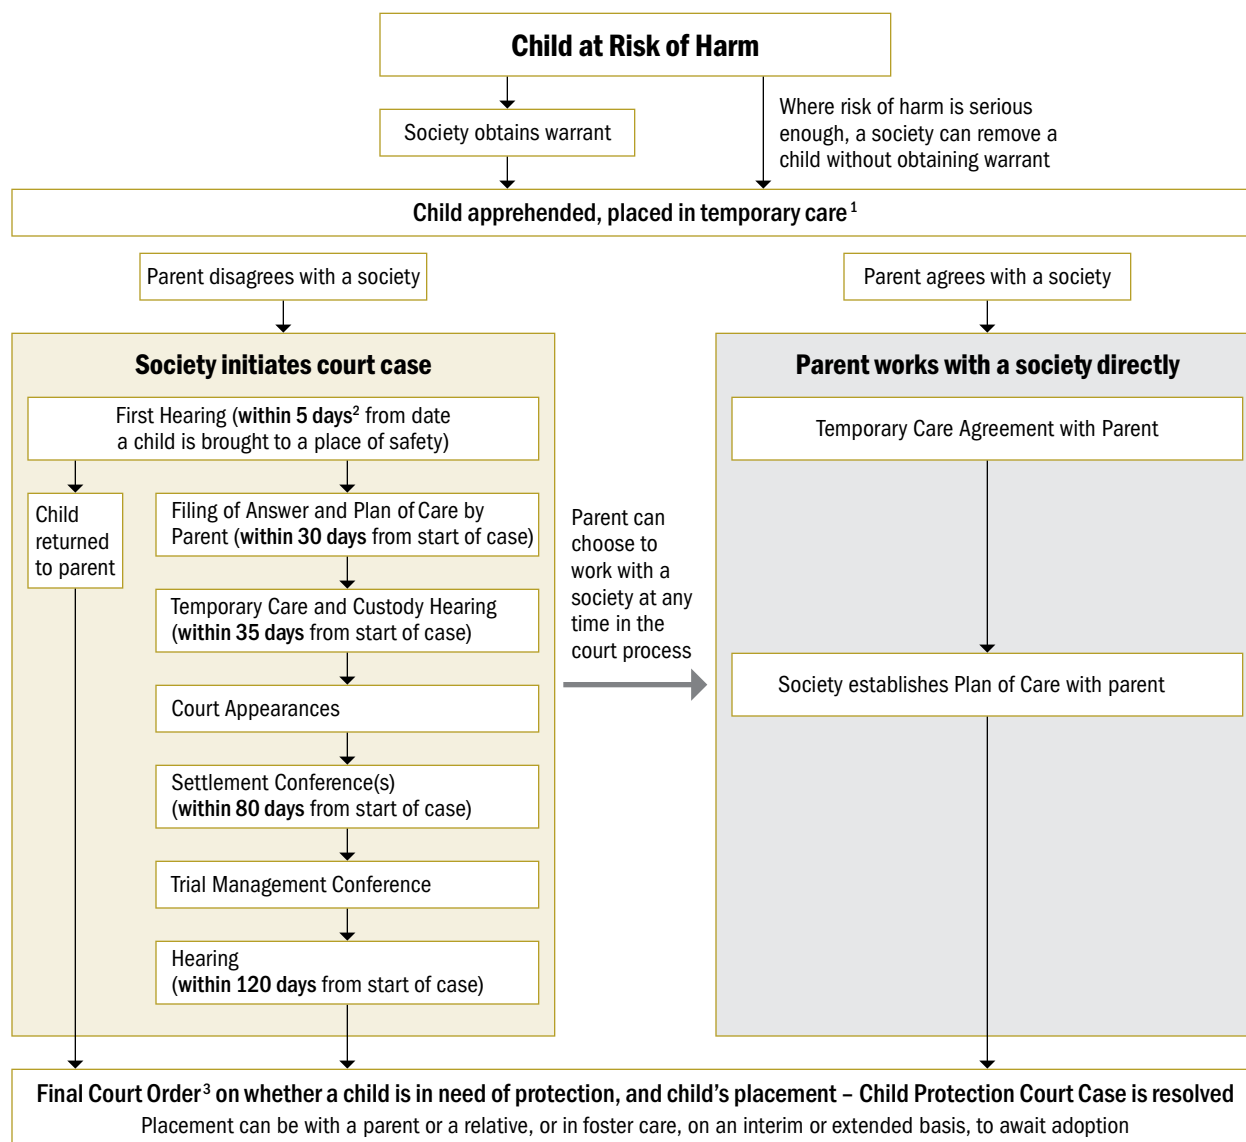 Child at Risk of Harm
Society obtains warrant
Where risk of harm is serious
enough, a society can remove a
child without obtaining warrant
Child apprehended, placed in temporary care¹
Parent disagrees with a society
Parent agrees with a society
Society initiates court case
First Hearing (within 5 days² from date
a child is brought to a place of safety)
Child
returned
to parent
Filing of Answer and Plan of Care by
Parent (within 30 days from start of case)
Temporary Care and Custody Hearing
(within 35 days from start of case)
Court Appearances
Settlement Conference(s)
(within 80 days from start of case)
Trial Management Conference
Hearing
(within 120 days from start of case)
Parent can
choose to
work with a
society at any
time in the
court process
Parent works with a society directly
Temporary Care Agreement with Parent
Society establishes Plan of Care with parent
Final Court Order³ on whether a child is in need of protection, and child’s placement – Child Protection Court Case is resolved
Placement can be with a parent or a relative, or in foster care, on an interim or extended basis, to await adoption